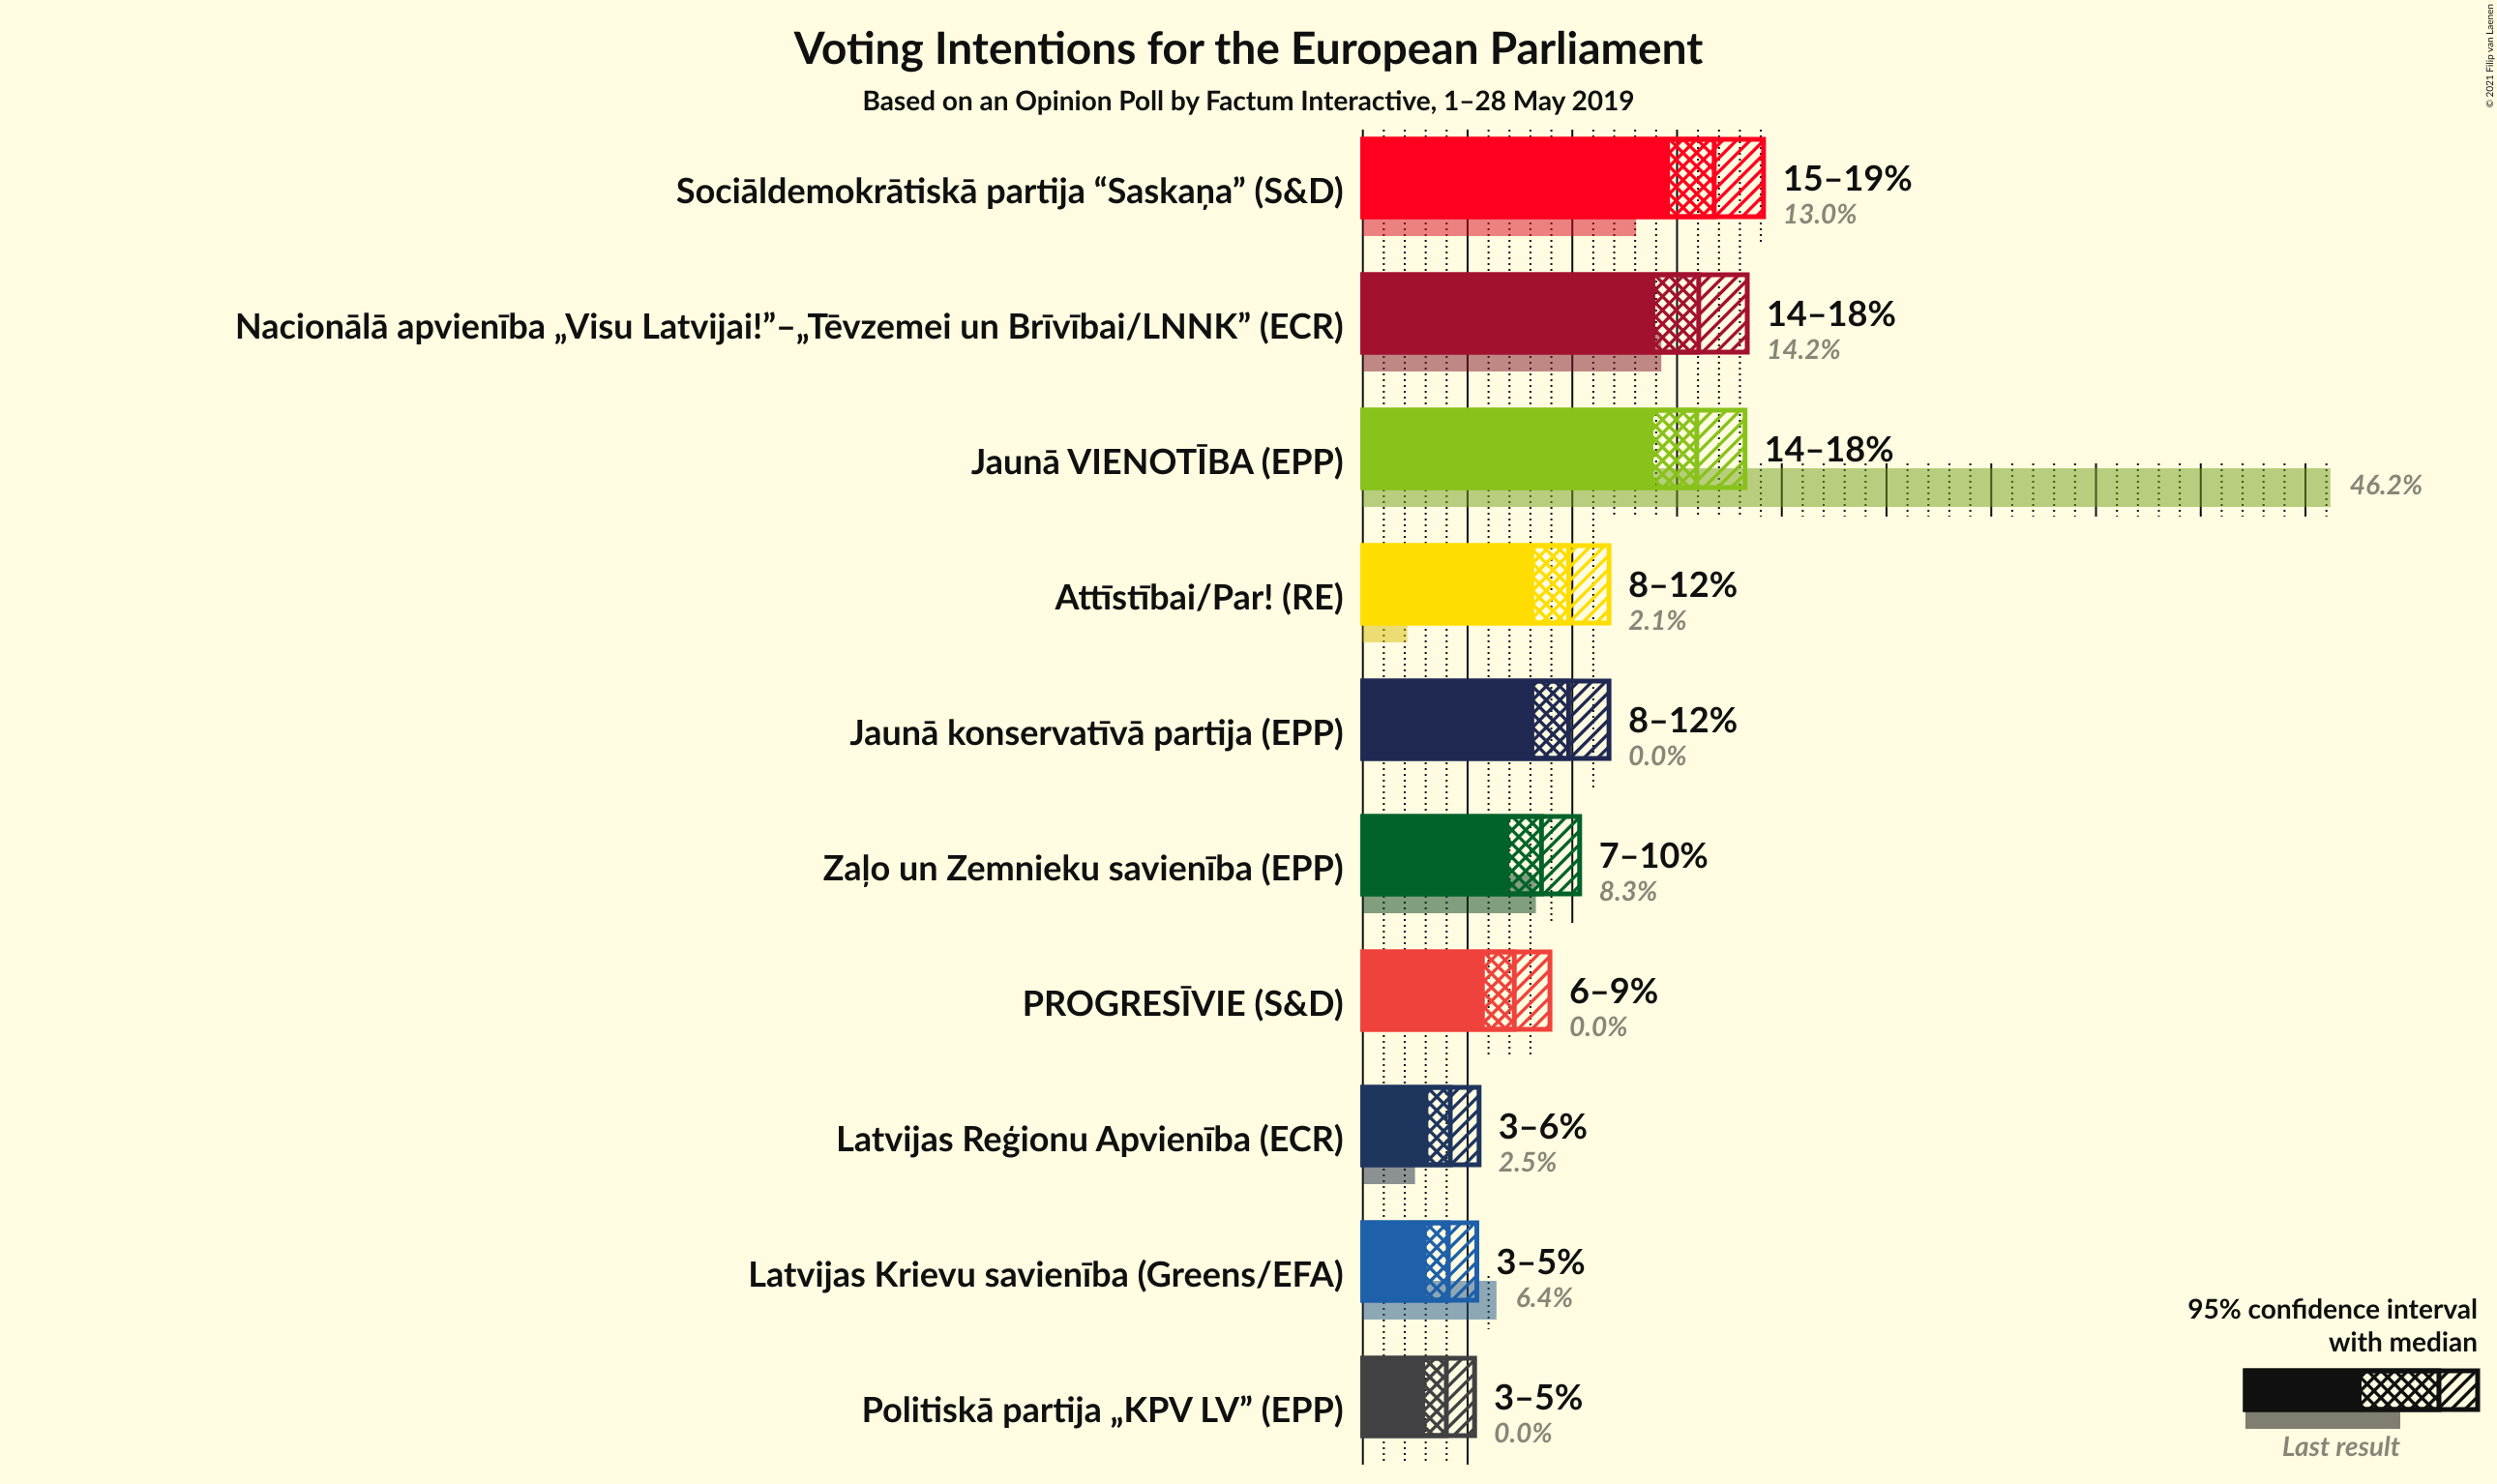 Voting Intentions for the European Parliament
Based on an Opinion Poll by Factum Interactive, 1–28 May 2019
© 2021 Filip van Laenen
Sociāldemokrātiskā partija “Saskaņa” (S&D)
15–19%
13.0%
Nacionālā apvienība „Visu Latvijai!”–„Tēvzemei un Brīvībai/LNNK” (ECR)
14–18%
14.2%
Jaunā VIENOTĪBA (EPP)
14–18%
46.2%
Attīstībai/Par! (RE)
8–12%
2.1%
Jaunā konservatīvā partija (EPP)
8–12%
0.0%
Zaļo un Zemnieku savienība (EPP)
7–10%
8.3%
PROGRESĪVIE (S&D)
6–9%
0.0%
Latvijas Reģionu Apvienība (ECR)
3–6%
2.5%
Latvijas Krievu savienība (Greens/EFA)
3–5%
6.4%
Politiskā partija „KPV LV” (EPP)
3–5%
0.0%
95% confidence interval
with median
Last result